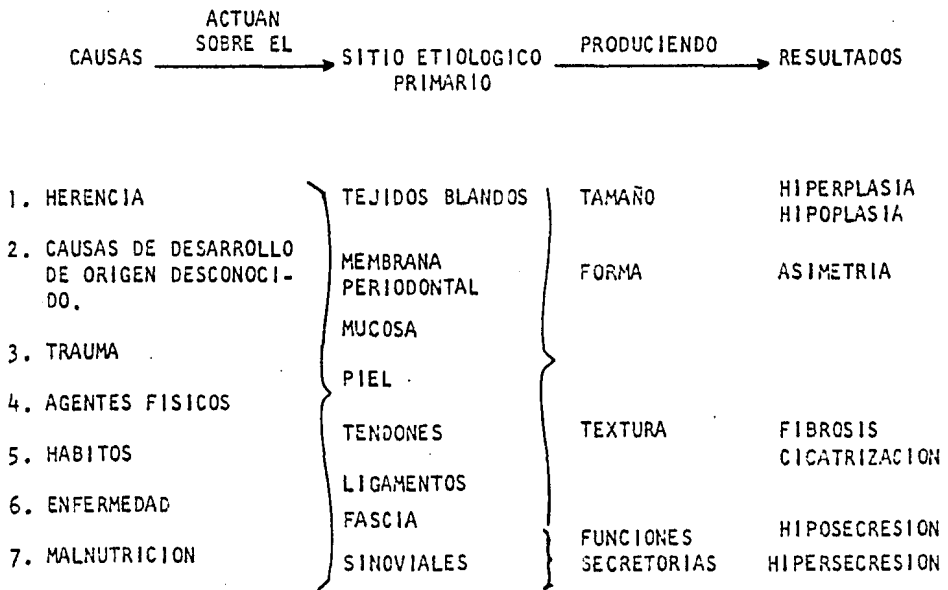 ACTUAN
SOBRE EL
CAUSAS
SITIO ETIOLOGICO
PRIMARIO
PRODUCIENDO
RESULTADOS
1. HERENCIA
2. CAUSAS DE DESARROLLO
DE ORIGEN DESCONOCI-
DO.
3. TRAUMA
4. AGENTES FISICOS
5. HABITOS
6. ENFERMEDAD
7. MALNUTRICION
TEJIDOS BLANDOS
MEMBRANA
PERIODONTAL
MUCOSA
PIEL
TENDONES
LIGAMENTOS
FASCIA
SINOVIALES
TAMAÑO
FORMA
TEXTURA
FUNCIONES
SECRETORIAS
HIPERPLASIA
HIPOPLASIA
ASIMETRIA
FIBROSIS
CICATRIZACION
HIPOSECRESION
HIPERSECRESION